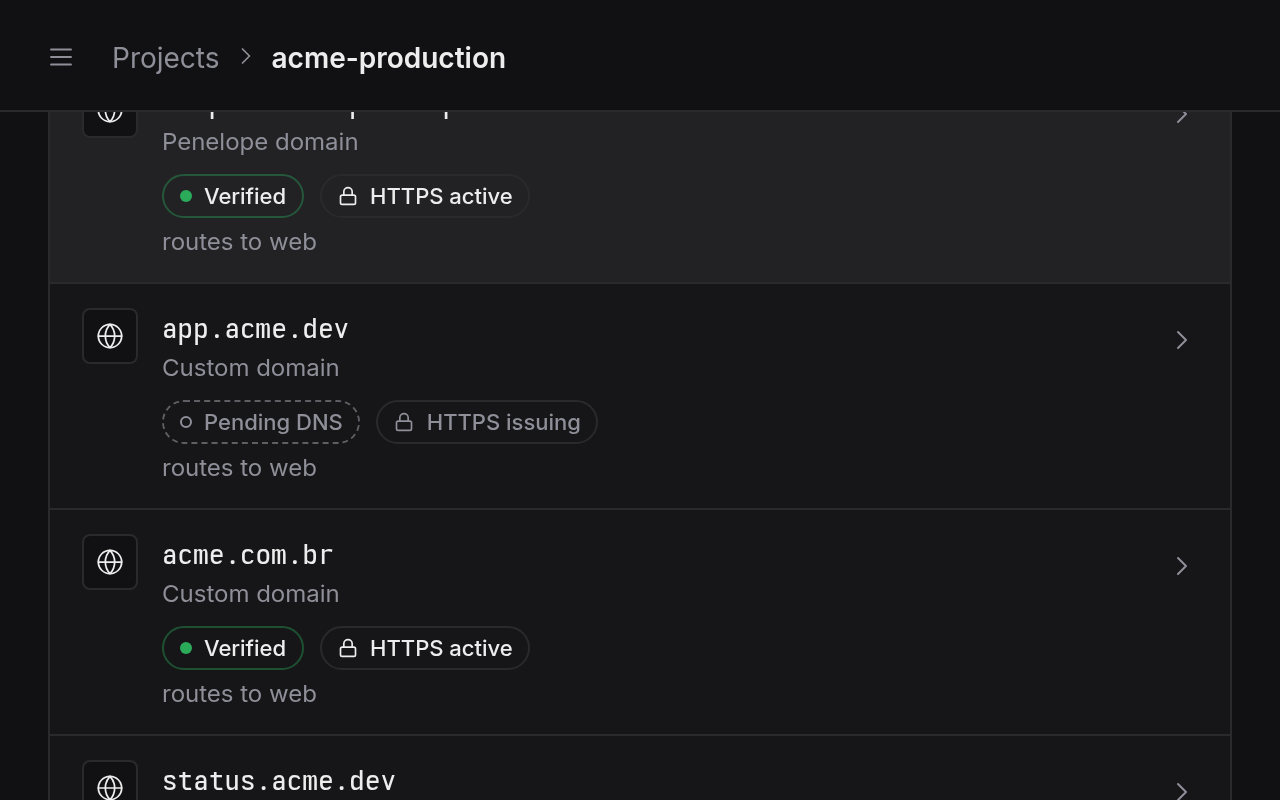 Projects > acme-production
Penelope domain
Verified HTTPS active
routes to web
app.acme.dev
Custom domain
Pending DNS HTTPS issuing
routes to web
acme.com.br
Custom domain
Verified HTTPS active
routes to web
status.acme.dev